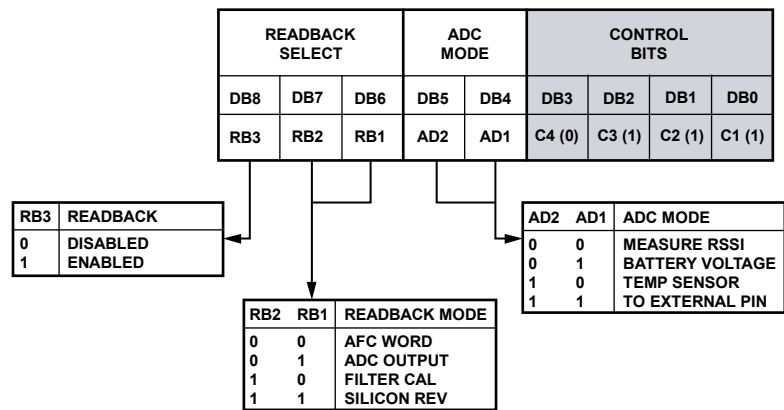 READBACK SELECT
ADC MODE
CONTROL BITS
DB8 DB7 DB6 DB5 DB4 DB3 DB2 DB1 DB0
RB3 RB2 RB1 AD2 AD1 C4 (0) C3 (1) C2 (1) C1 (1)
RB3 READBACK
0 DISABLED
1 ENABLED
RB2 RB1 READBACK MODE
0 0 AFC WORD
0 1 ADC OUTPUT
1 0 FILTER CAL
1 1 SILICON REV
AD2 AD1 ADC MODE
0 0 MEASURE RSSI
0 1 BATTERY VOLTAGE
1 0 TEMP SENSOR
1 1 TO EXTERNAL PIN